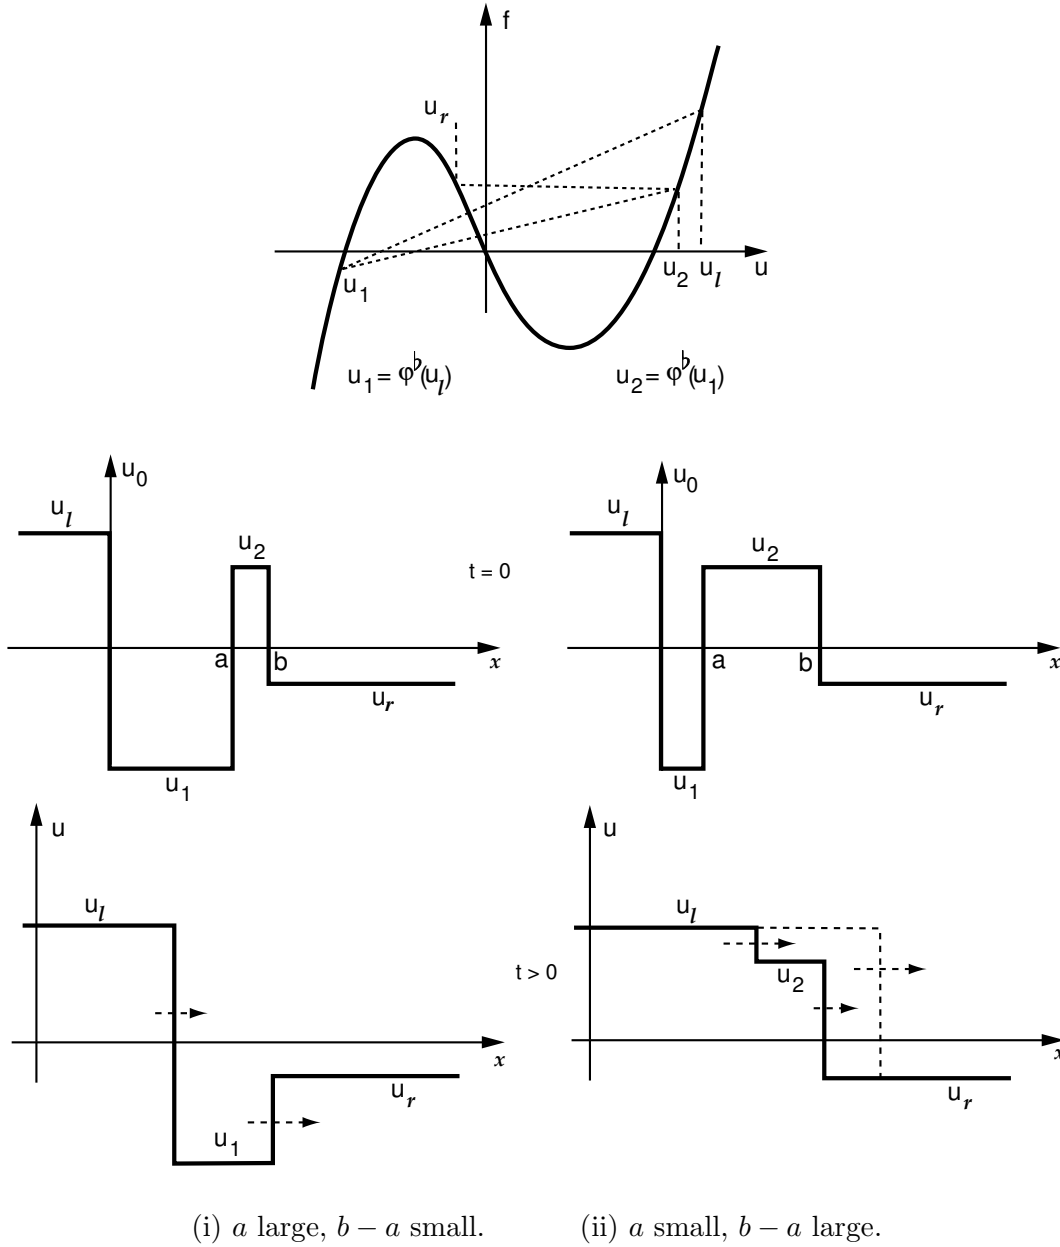 f
u_r
u_1
u_2 u_l u
u_1 = φ^♭(u_l) u_2 = φ^♭(u_1)
u_0 u_0
u_l u_l
u_2 u_2
t = 0
a b x a b x
u_r u_r
u_1 u_1
u u
u_l u_l
t > 0
u_2
x x
u_r u_r
u_1
(i) a large, b − a small. (ii) a small, b − a large.